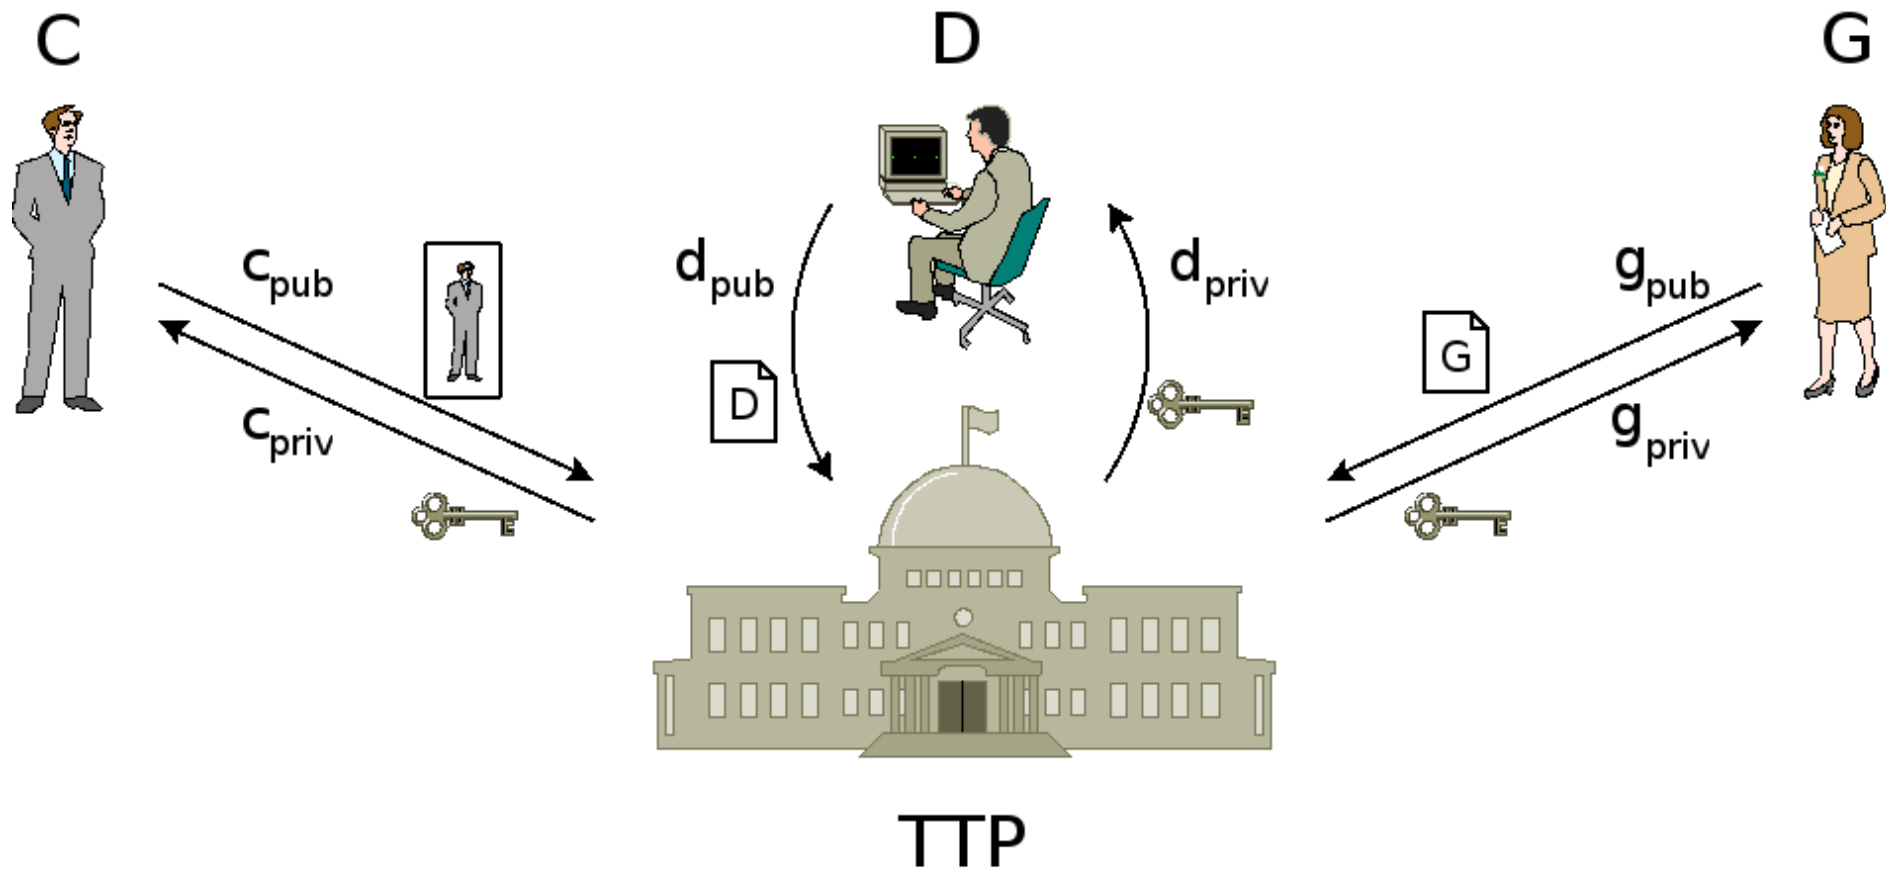 C
D
G
c_pub
d_pub
d_priv
g_pub
D
G
c_priv
g_priv
TTP